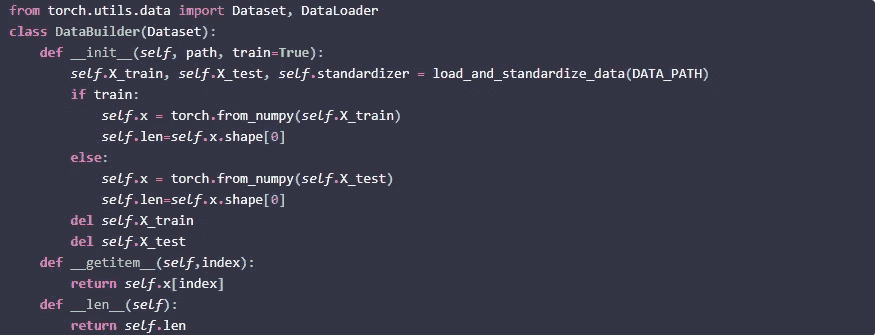 from torch.utils.data import Dataset, DataLoader
class DataBuilder(Dataset):
    def __init__(self, path, train=True):
        self.X_train, self.X_test, self.standardizer = load_and_standardize_data(DATA_PATH)
        if train:
            self.x = torch.from_numpy(self.X_train)
            self.len=self.x.shape[0]
        else:
            self.x = torch.from_numpy(self.X_test)
            self.len=self.x.shape[0]
        del self.X_train
        del self.X_test
    def __getitem__(self,index):
        return self.x[index]
    def __len__(self):
        return self.len